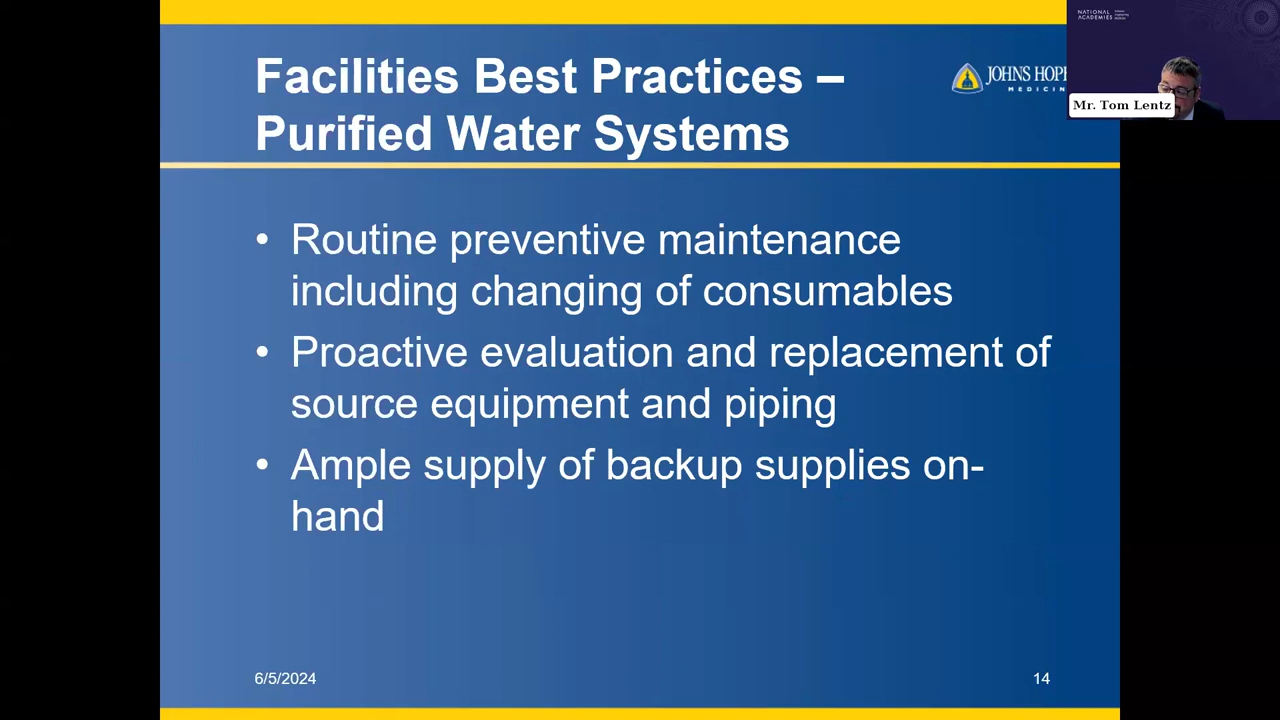 Facilities Best Practices –
Purified Water Systems
JOHNS HOP
MEDICIN
NATIONAL
ACADEMIES
Mr. Tom Lentz
• Routine preventive maintenance
including changing of consumables
• Proactive evaluation and replacement of
source equipment and piping
• Ample supply of backup supplies on-
hand
6/5/2024
14